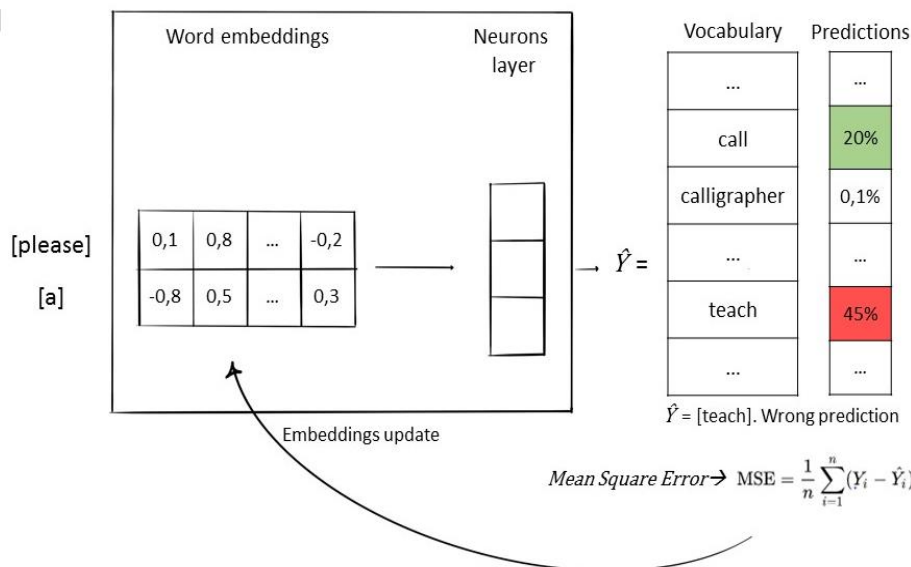 Word embeddings
Neurons
layer
Vocabulary
Predictions
...
...
call
20%
calligrapher
0,1%
[please]
0,1 0,8 ... -0,2
[a]
-0,8 0,5 ... 0,3
Ŷ =
...
...
teach
45%
...
...
Ŷ = [teach]. Wrong prediction
Embeddings update
Mean Square Error→ MSE = 1/n ∑ i=1 n (Yi − Ŷi)